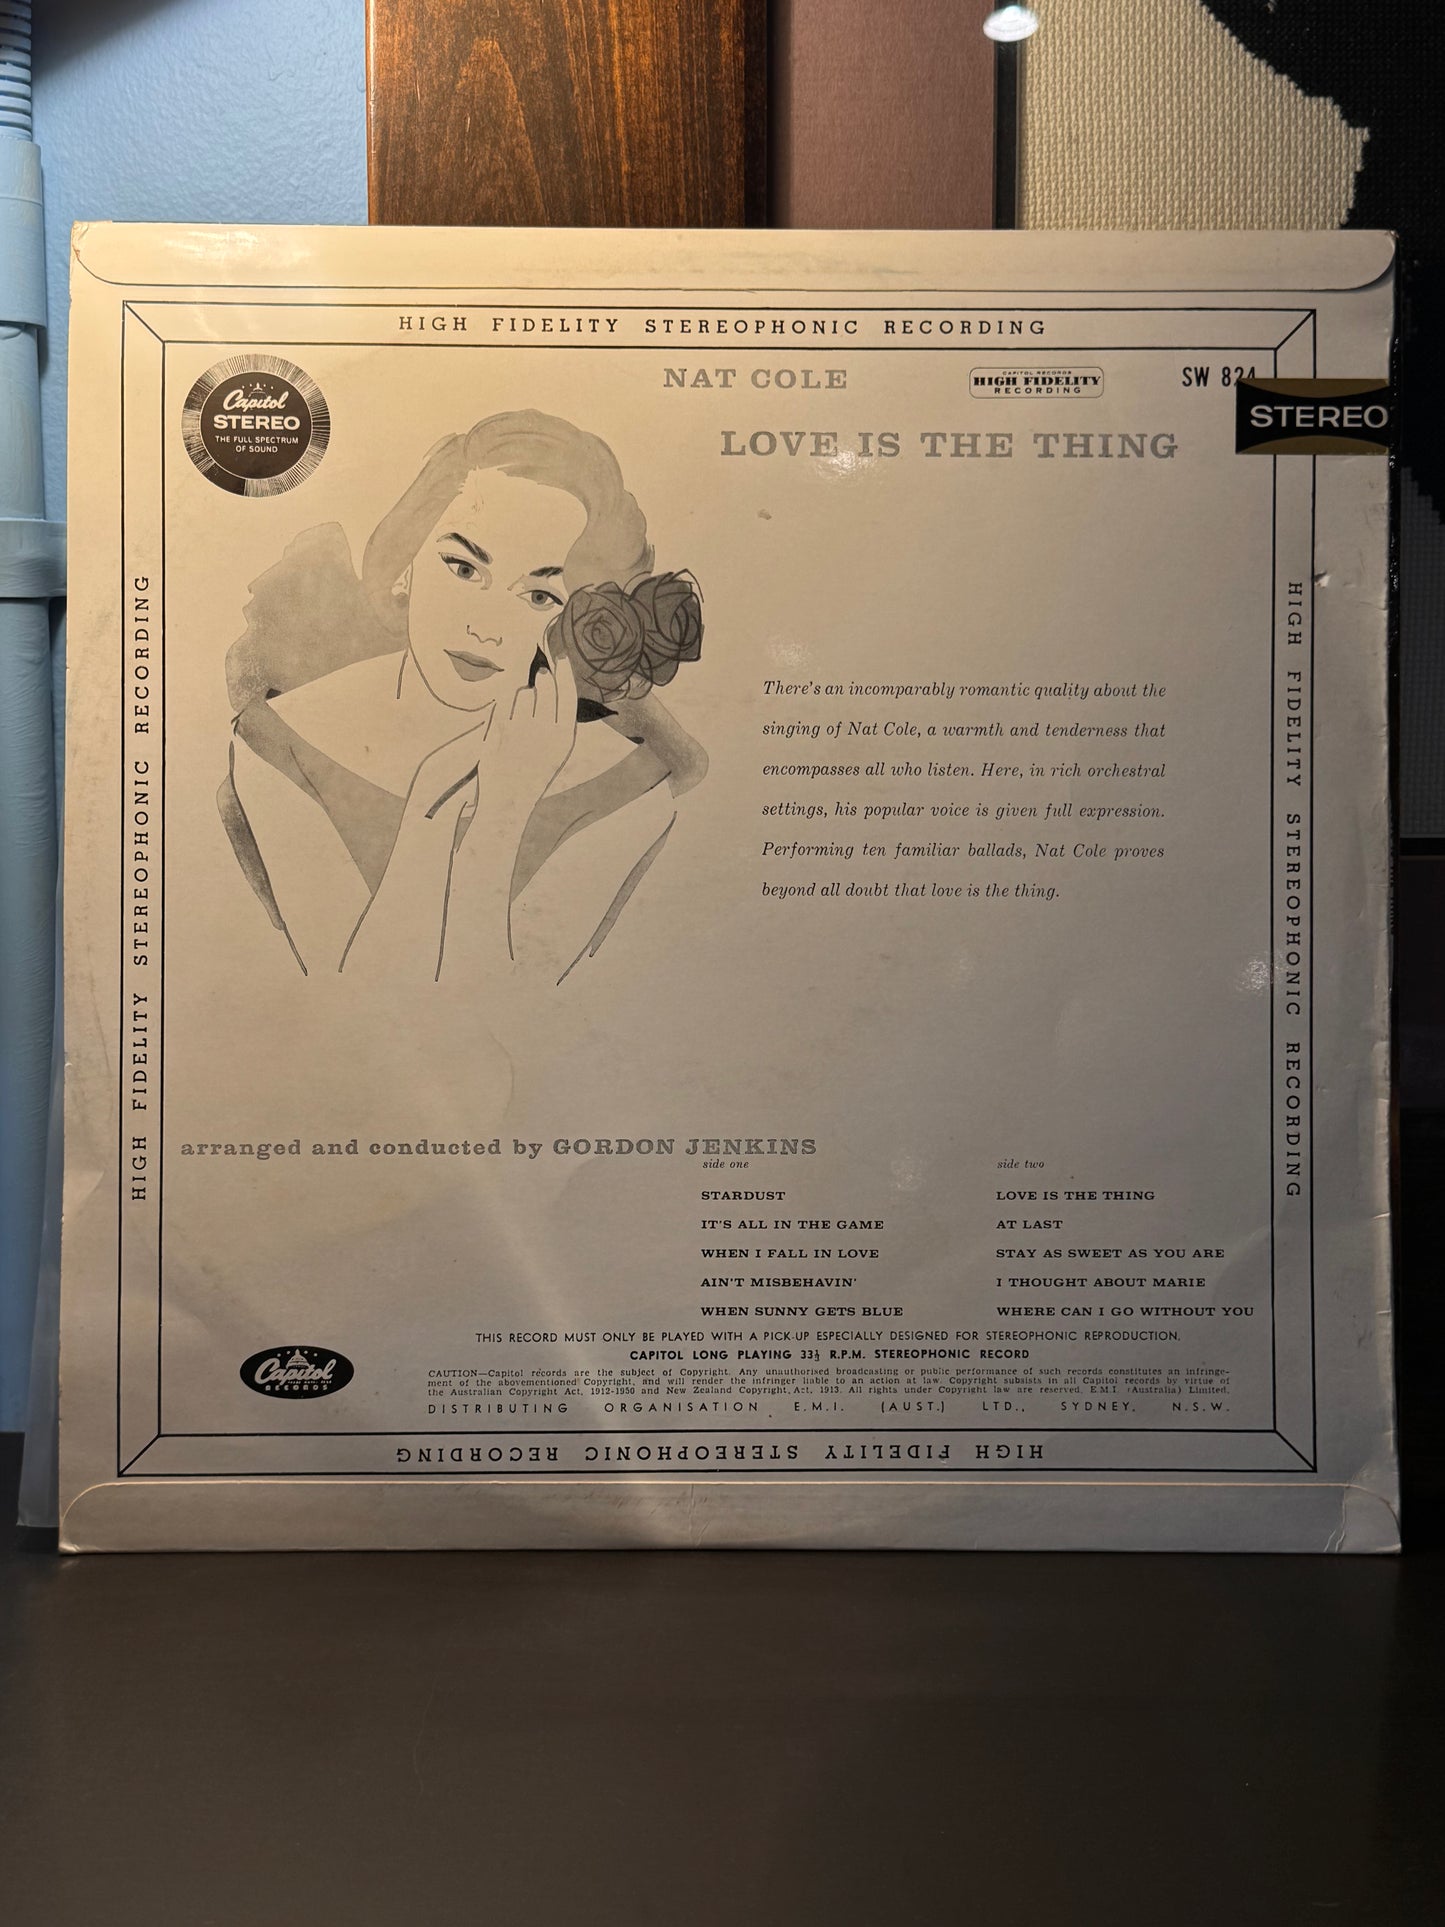 HIGH FIDELITY STEREOPHONIC RECORDING
Capitol
STEREO
THE FULL SPECTRUM
OF SOUND
NAT COLE
CAPITOL RECORDS
HIGH FIDELITY
RECORDING
SW 824
STEREO
LOVE IS THE THING
HIGH FIDELITY STEREOPHONIC RECORDING
HIGH FIDELITY STEREOPHONIC RECORDING
There's an incomparably romantic quality about the
singing of Nat Cole, a warmth and tenderness that
encompasses all who listen. Here, in rich orchestral
settings, his popular voice is given full expression.
Performing ten familiar ballads, Nat Cole proves
beyond all doubt that love is the thing.
arranged and conducted by GORDON JENKINS
side one
STARDUST
IT'S ALL IN THE GAME
WHEN I FALL IN LOVE
AIN'T MISBEHAVIN'
WHEN SUNNY GETS BLUE
side two
LOVE IS THE THING
AT LAST
STAY AS SWEET AS YOU ARE
I THOUGHT ABOUT MARIE
WHERE CAN I GO WITHOUT YOU
THIS RECORD MUST ONLY BE PLAYED WITH A PICK-UP ESPECIALLY DESIGNED FOR STEREOPHONIC REPRODUCTION.
CAPITOL LONG PLAYING 33⅓ R.P.M. STEREOPHONIC RECORD
Capitol
RECORDS
CAUTION—Capitol records are the subject of Copyright. Any unauthorised broadcasting or public performance of such records constitutes an infringe-
ment of the abovementioned Copyright, and will render the infringer liable to an action at law. Copyright subsists in all Capitol records by virtue of
the Australian Copyright Act, 1912-1950 and New Zealand Copyright Act, 1913. All rights under Copyright law are reserved. E.M.I. (Australia) Limited.
DISTRIBUTING ORGANISATION E.M.I. (AUST.) LTD., SYDNEY, N.S.W.
HIGH FIDELITY STEREOPHONIC RECORDING